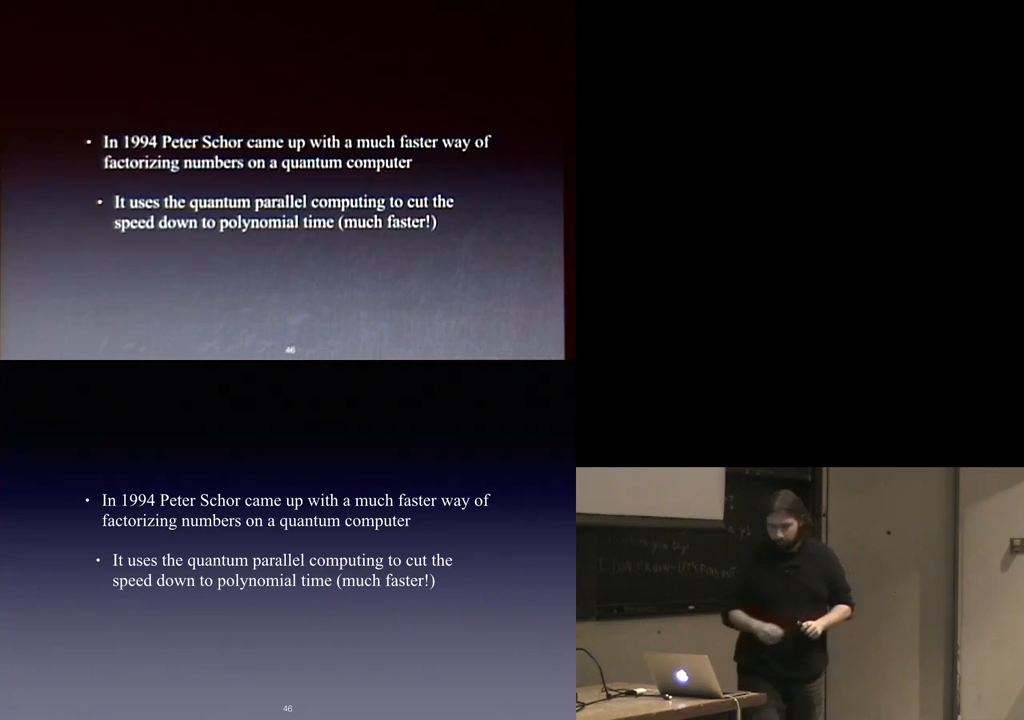 • In 1994 Peter Schor came up with a much faster way of
factorizing numbers on a quantum computer
• It uses the quantum parallel computing to cut the
speed down to polynomial time (much faster!)
46
• In 1994 Peter Schor came up with a much faster way of
factorizing numbers on a quantum computer
• It uses the quantum parallel computing to cut the
speed down to polynomial time (much faster!)
46